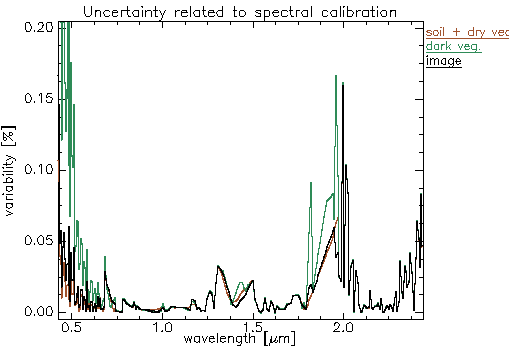 Uncertainty related to spectral calibration
0.20
0.15
0.10
0.05
0.00
variability [%]
0.5
1.0
1.5
2.0
wavelength [μm]
soil + dry veg
dark veg.
image